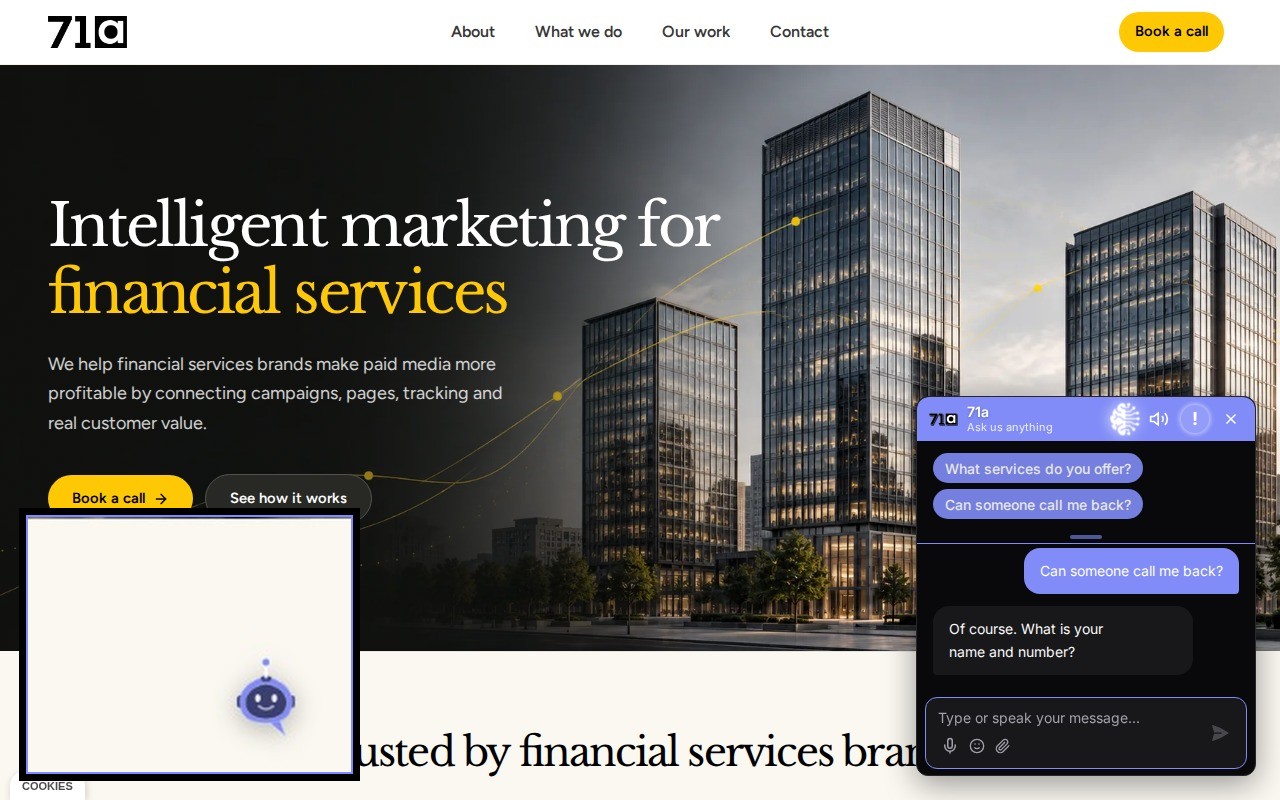 71a
About
What we do
Our work
Contact
Book a call
Intelligent marketing for
financial services
We help financial services brands make paid media more
profitable by connecting campaigns, pages, tracking and
real customer value.
Book a call
See how it works
71a
71a
Ask us anything
What services do you offer?
Can someone call me back?
Can someone call me back?
Of course. What is your
name and number?
Type or speak your message...
by financial services
COOKIES